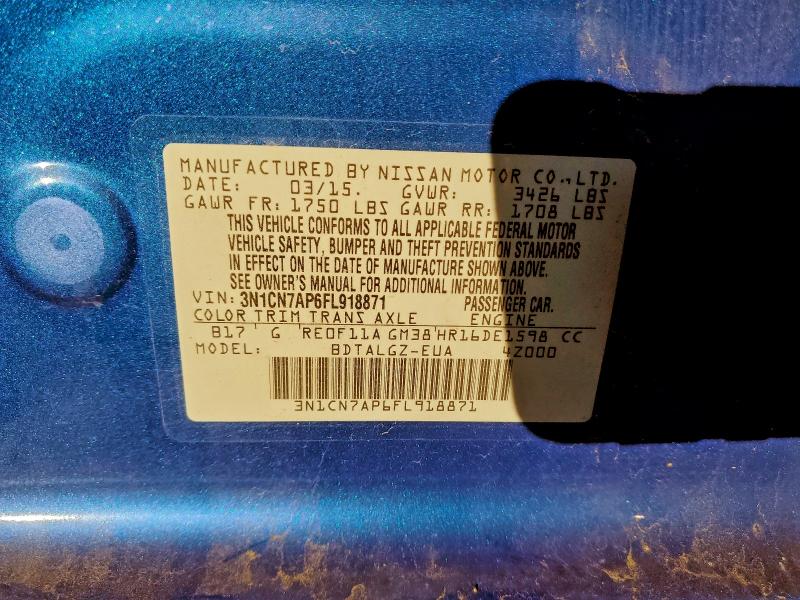 MANUFACTURED BY NISSAN MOTOR CO., LTD.
DATE: 03/15. GVWR: 3426 LBS
GAWR FR: 1750 LBS GAWR RR: 1708 LBS
THIS VEHICLE CONFORMS TO ALL APPLICABLE FEDERAL MOTOR
VEHICLE SAFETY, BUMPER AND THEFT PREVENTION STANDARDS
IN EFFECT ON THE DATE OF MANUFACTURE SHOWN ABOVE.
SEE OWNER'S MANUAL FOR ADDITIONAL INFORMATION.
VIN: 3N1CN7AP6FL918871 PASSENGER CAR.
COLOR TRIM TRANS AXLE ENGINE
B17 G RE0F11A GM38 HR16DE1598 CC
MODEL: BDTALGZ-EUA 4Z000
3N1CN7AP6FL918871